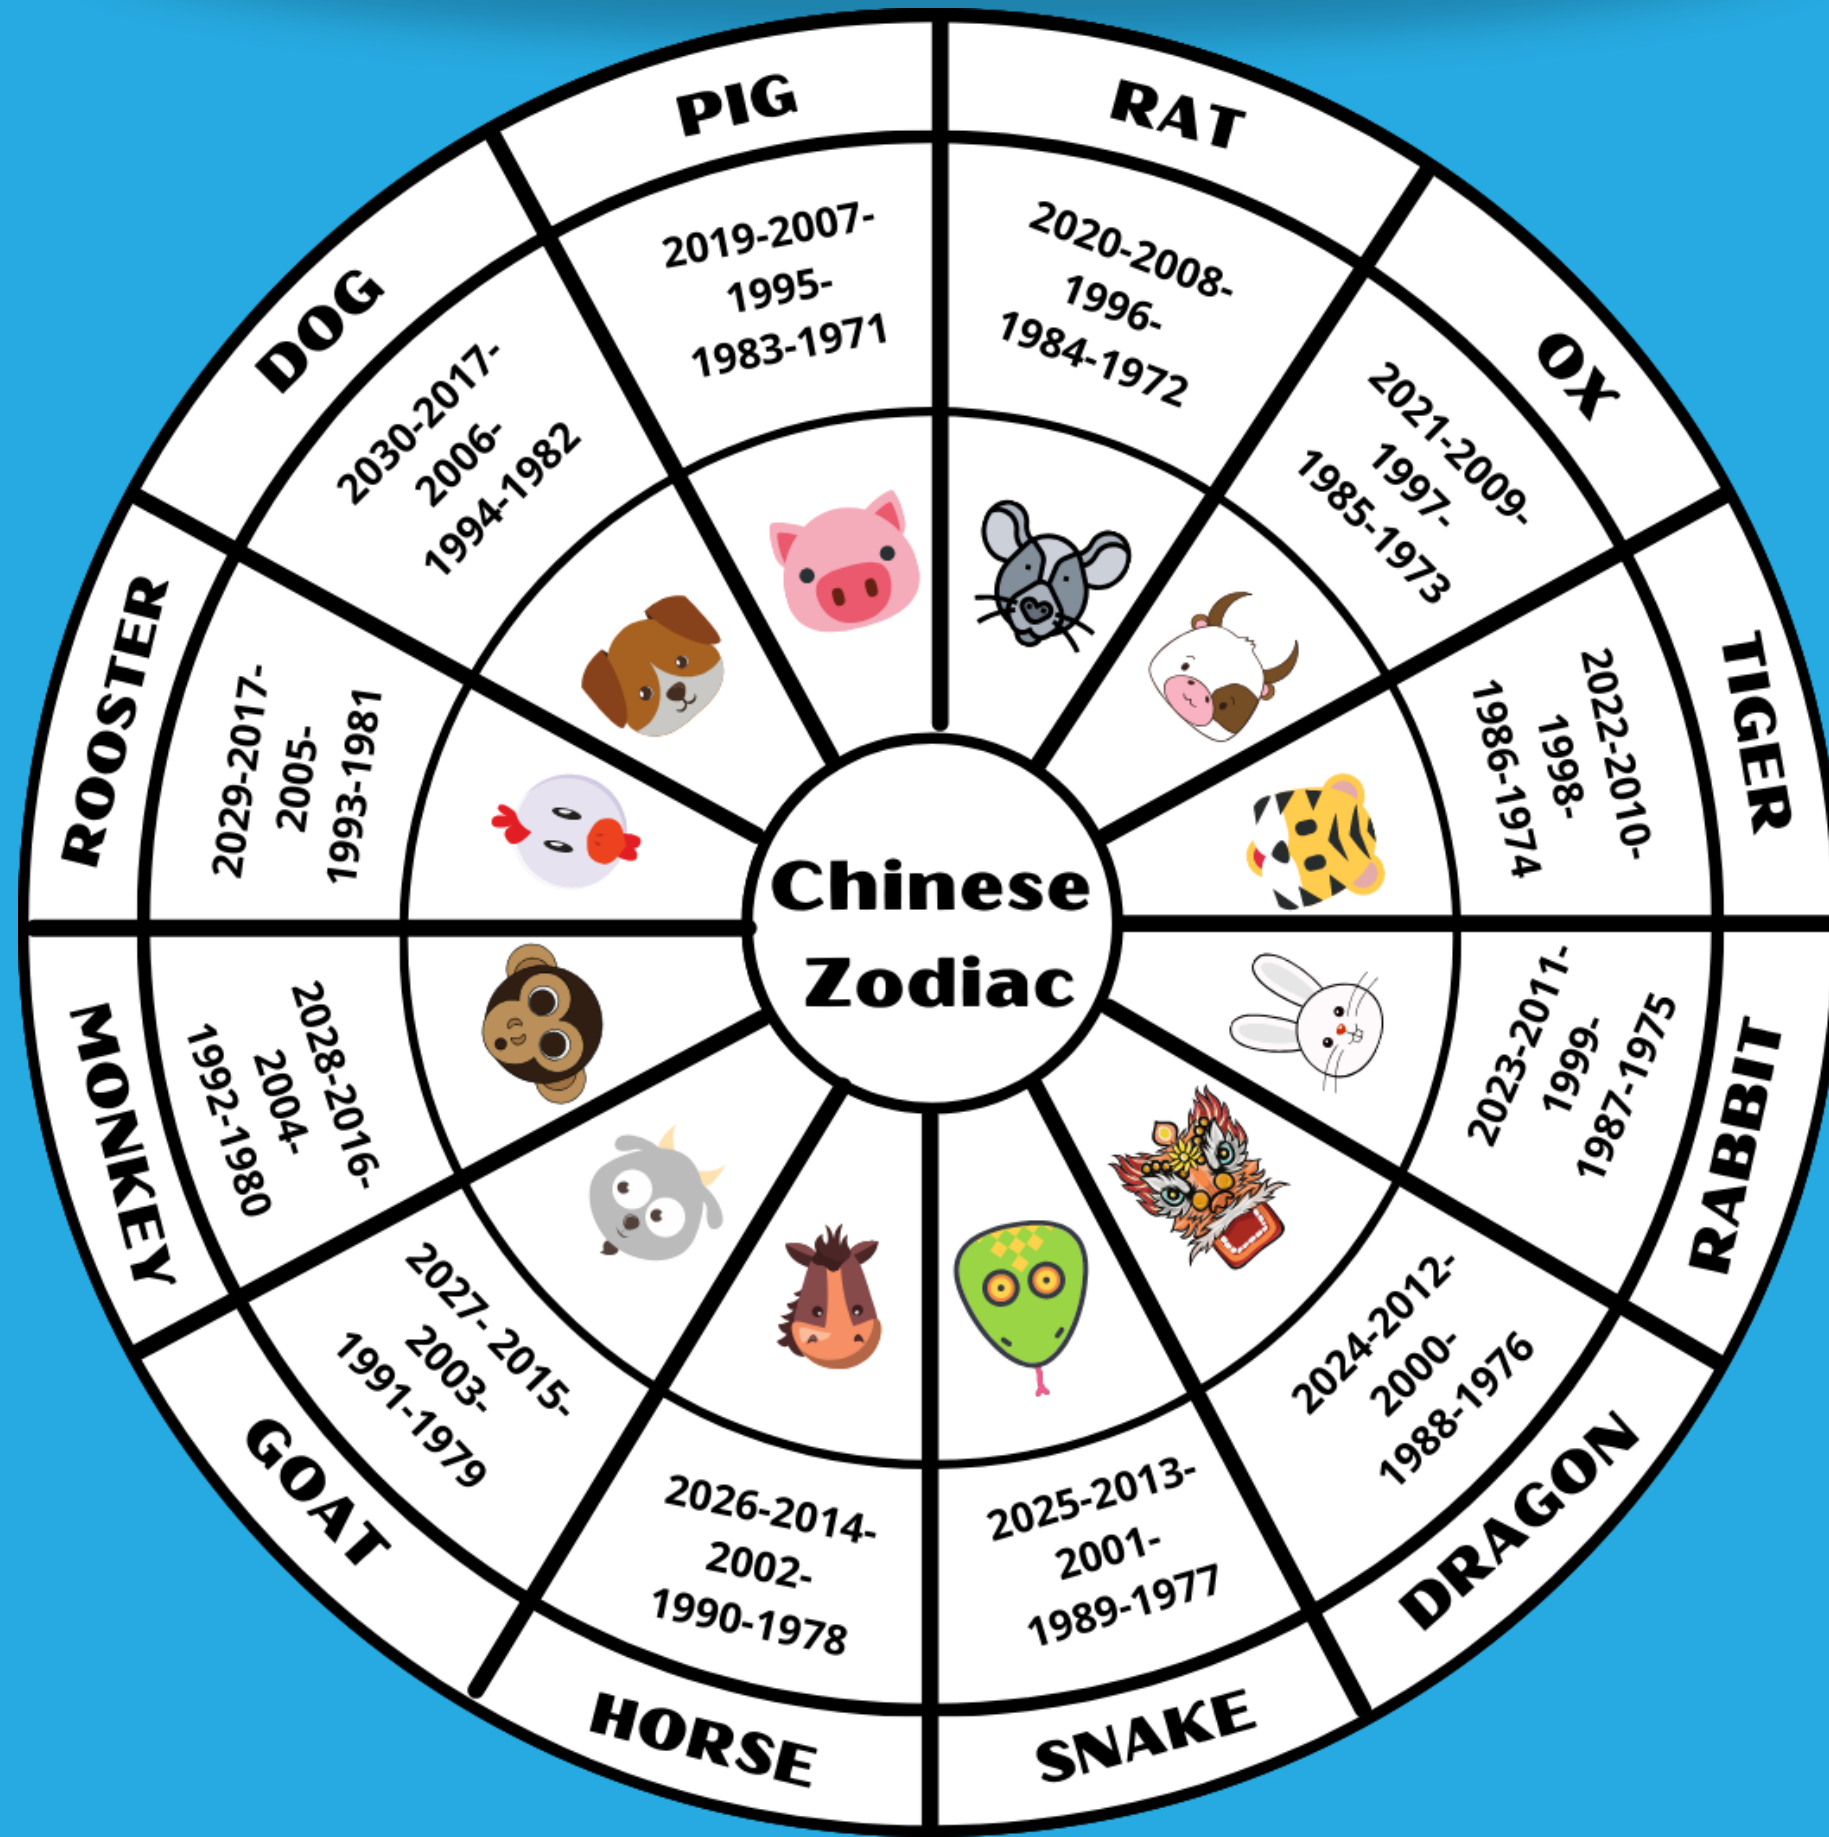 Chinese
Zodiac
RAT
2020-2008-
1996-
1984-1972
OX
2021-2009-
1997-
1985-1973
TIGER
2022-2010-
1998-
1986-1974
RABBIT
2023-2011-
1999-
1987-1975
DRAGON
2024-2012-
2000-
1988-1976
SNAKE
2025-2013-
2001-
1989-1977
HORSE
2026-2014-
2002-
1990-1978
GOAT
2027- 2015-
2003-
1991-1979
MONKEY
2028-2016-
2004-
1992-1980
ROOSTER
2029-2017-
2005-
1993-1981
DOG
2030-2017-
2006-
1994-1982
PIG
2019-2007-
1995-
1983-1971